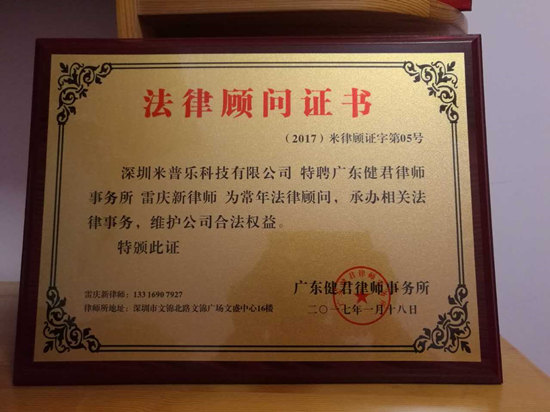 法律顾问证书
（2017）米律顾证字第05号
深圳米普乐科技有限公司 特聘广东健君律师
事务所 雷庆新律师 为常年法律顾问，承办相关法
律事务，维护公司合法权益。
特颁此证
雷庆新律师：133 1690 7927
律师所地址：深圳市文锦北路文锦广场文盛中心16楼
广东健君律师事务所
二〇一七年一月十八日